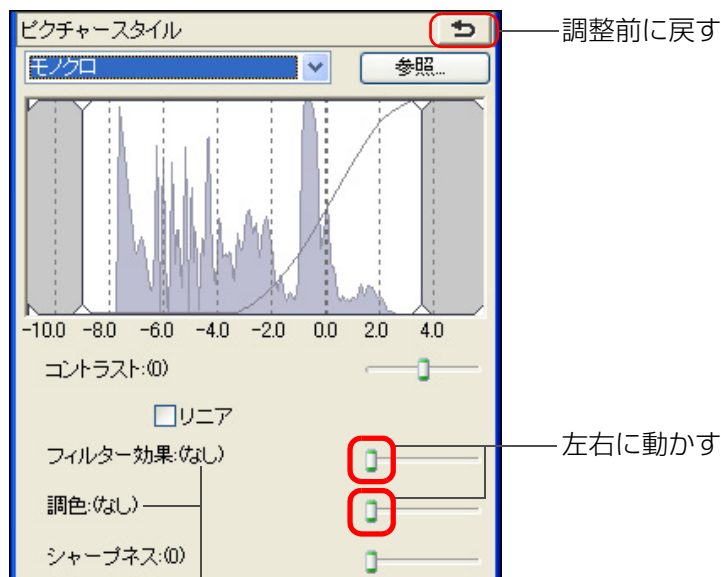 ピクチャースタイル
調整前に戻す
モノクロ
参照...
-10.0 -8.0 -6.0 -4.0 -2.0 0.0 2.0 4.0
コントラスト:(0)
リニア
フィルター効果:(なし)
左右に動かす
調色:(なし)
シャープネス:(0)